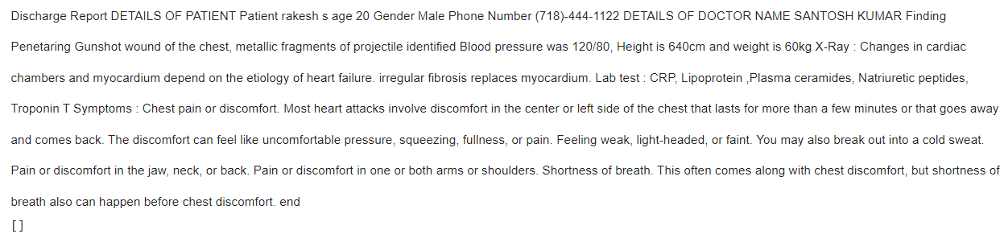 Discharge Report DETAILS OF PATIENT Patient rakesh s age 20 Gender Male Phone Number (718)-444-1122 DETAILS OF DOCTOR NAME SANTOSH KUMAR Finding
Penetaring Gunshot wound of the chest, metallic fragments of projectile identified Blood pressure was 120/80, Height is 640cm and weight is 60kg X-Ray : Changes in cardiac
chambers and myocardium depend on the etiology of heart failure. irregular fibrosis replaces myocardium. Lab test : CRP, Lipoprotein ,Plasma ceramides, Natriuretic peptides,
Troponin T Symptoms : Chest pain or discomfort. Most heart attacks involve discomfort in the center or left side of the chest that lasts for more than a few minutes or that goes away
and comes back. The discomfort can feel like uncomfortable pressure, squeezing, fullness, or pain. Feeling weak, light-headed, or faint. You may also break out into a cold sweat.
Pain or discomfort in the jaw, neck, or back. Pain or discomfort in one or both arms or shoulders. Shortness of breath. This often comes along with chest discomfort, but shortness of
breath also can happen before chest discomfort. end
[]